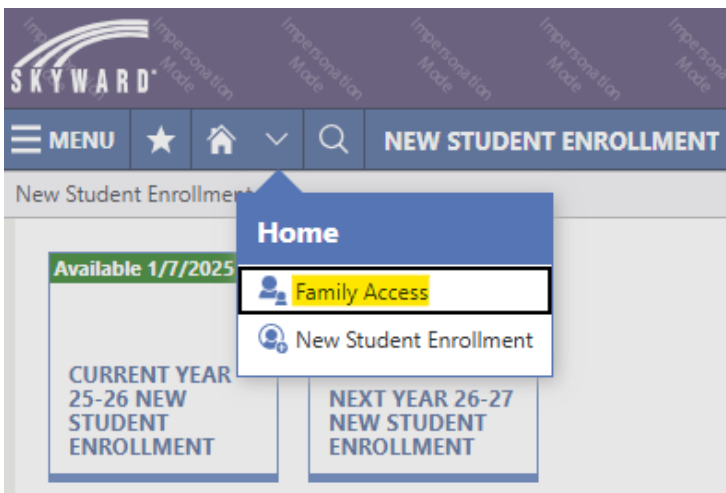 Impersonation Mode Impersonation Mode Impersonation Mode Impersonation Mode Impersonation Mode Impersonation Mode
SKYWARD
MENU NEW STUDENT ENROLLMENT
New Student Enrollment
Home
Available 1/7/2025
Family Access
New Student Enrollment
CURRENT YEAR
25-26 NEW
STUDENT
ENROLLMENT
NEXT YEAR 26-27
NEW STUDENT
ENROLLMENT